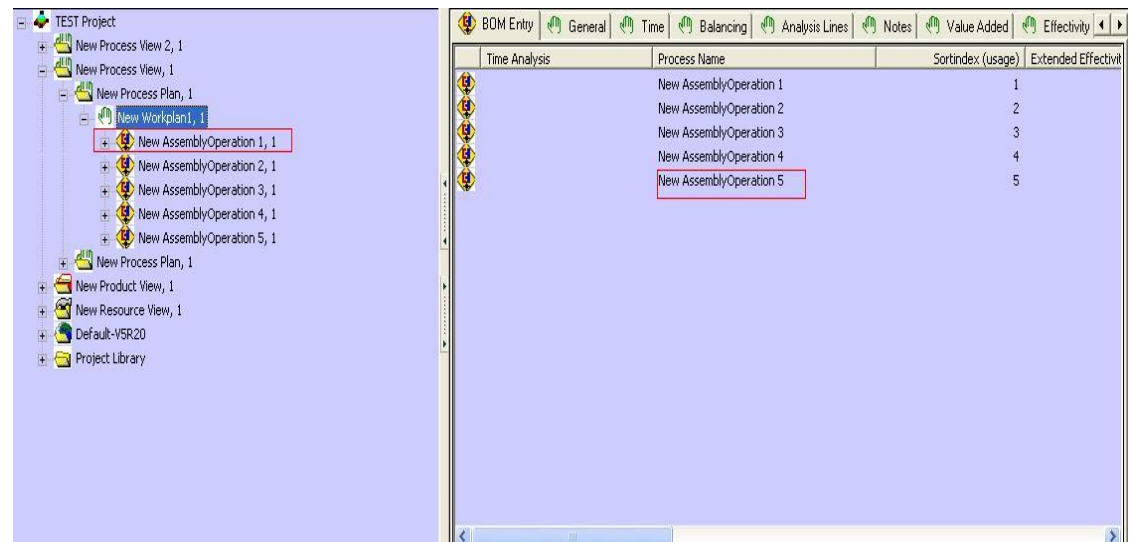 TEST Project
New Process View 2, 1
New Process View, 1
New Process Plan, 1
New Workplan1, 1
New AssemblyOperation 1, 1
New AssemblyOperation 2, 1
New AssemblyOperation 3, 1
New AssemblyOperation 4, 1
New AssemblyOperation 5, 1
New Process Plan, 1
New Product View, 1
New Resource View, 1
Default-V5R20
Project Library
BOM Entry General Time Balancing Analysis Lines Notes Value Added Effectivity
Time Analysis Process Name Sortindex (usage) Extended Effectivit
New AssemblyOperation 1 1
New AssemblyOperation 2 2
New AssemblyOperation 3 3
New AssemblyOperation 4 4
New AssemblyOperation 5 5